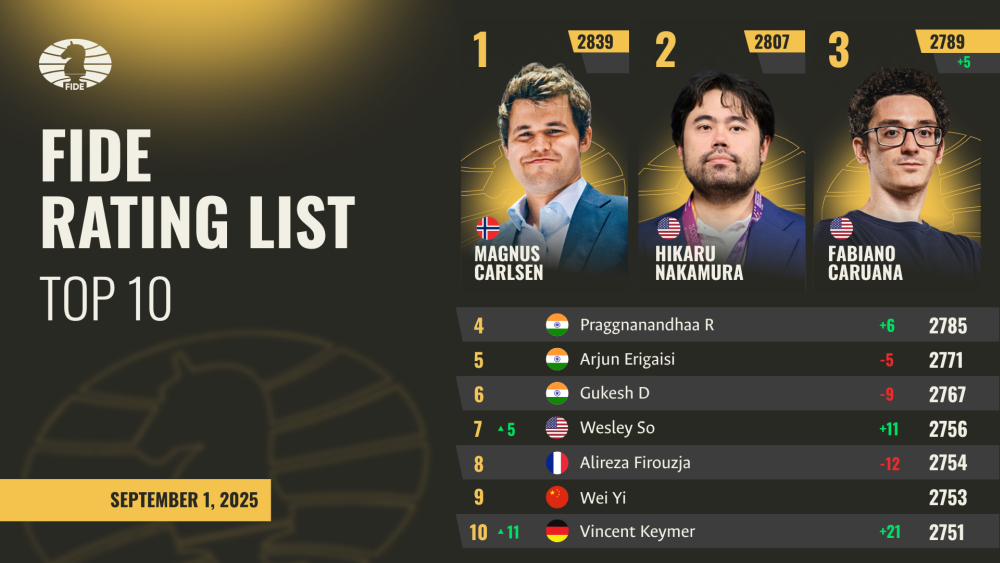 FIDE
FIDE
RATING LIST
TOP 10
SEPTEMBER 1, 2025
1 2839
MAGNUS
CARLSEN
2 2807
HIKARU
NAKAMURA
3 2789
+5
FABIANO
CARUANA
4 Praggnanandhaa R +6 2785
5 Arjun Erigaisi -5 2771
6 Gukesh D -9 2767
7 ▲5 Wesley So +11 2756
8 Alireza Firouzja -12 2754
9 Wei Yi 2753
10 ▲11 Vincent Keymer +21 2751